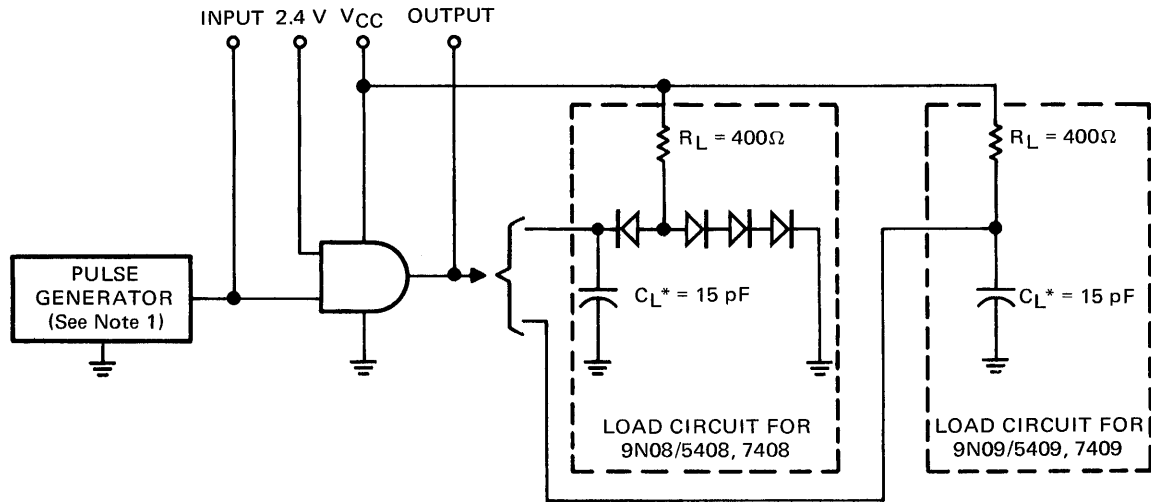 INPUT 2.4 V VCC OUTPUT
RL = 400Ω
RL = 400Ω
PULSE
GENERATOR
(See Note 1)
CL* = 15 pF
CL* = 15 pF
LOAD CIRCUIT FOR
9N08/5408, 7408
LOAD CIRCUIT FOR
9N09/5409, 7409